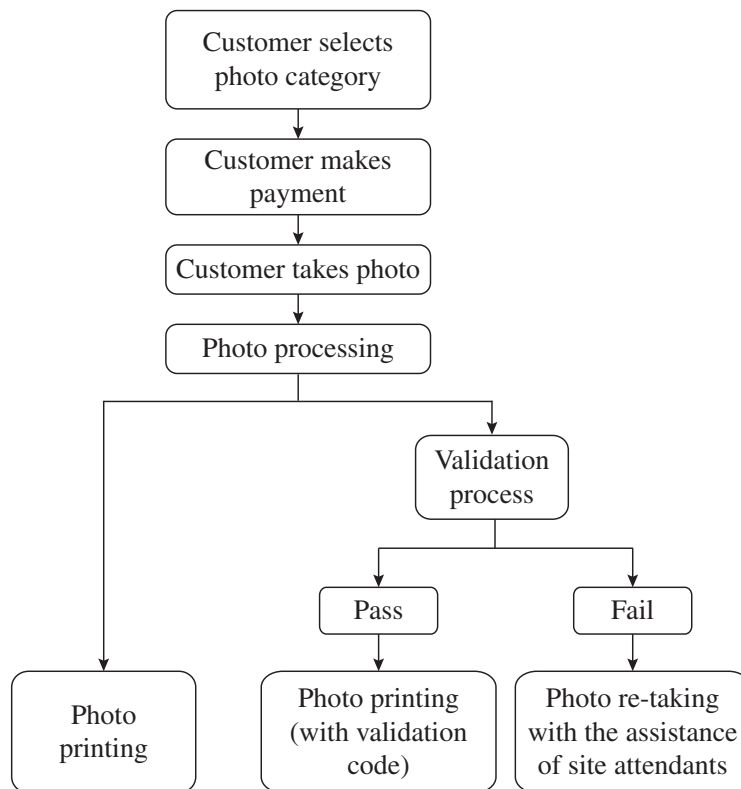 Customer selects
photo category
Customer makes
payment
Customer takes photo
Photo processing
Validation
process
Pass
Fail
Photo
printing
Photo printing
(with validation
code)
Photo re-taking
with the assistance
of site attendants